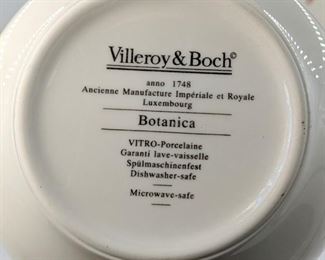 Villeroy & Boch©
anno 1748
Ancienne Manufacture Impériale et Royale
Luxembourg
Botanica
VITRO-Porcelaine
Garanti lave-vaisselle
Spülmaschinenfest
Dishwasher-safe
Microwave-safe